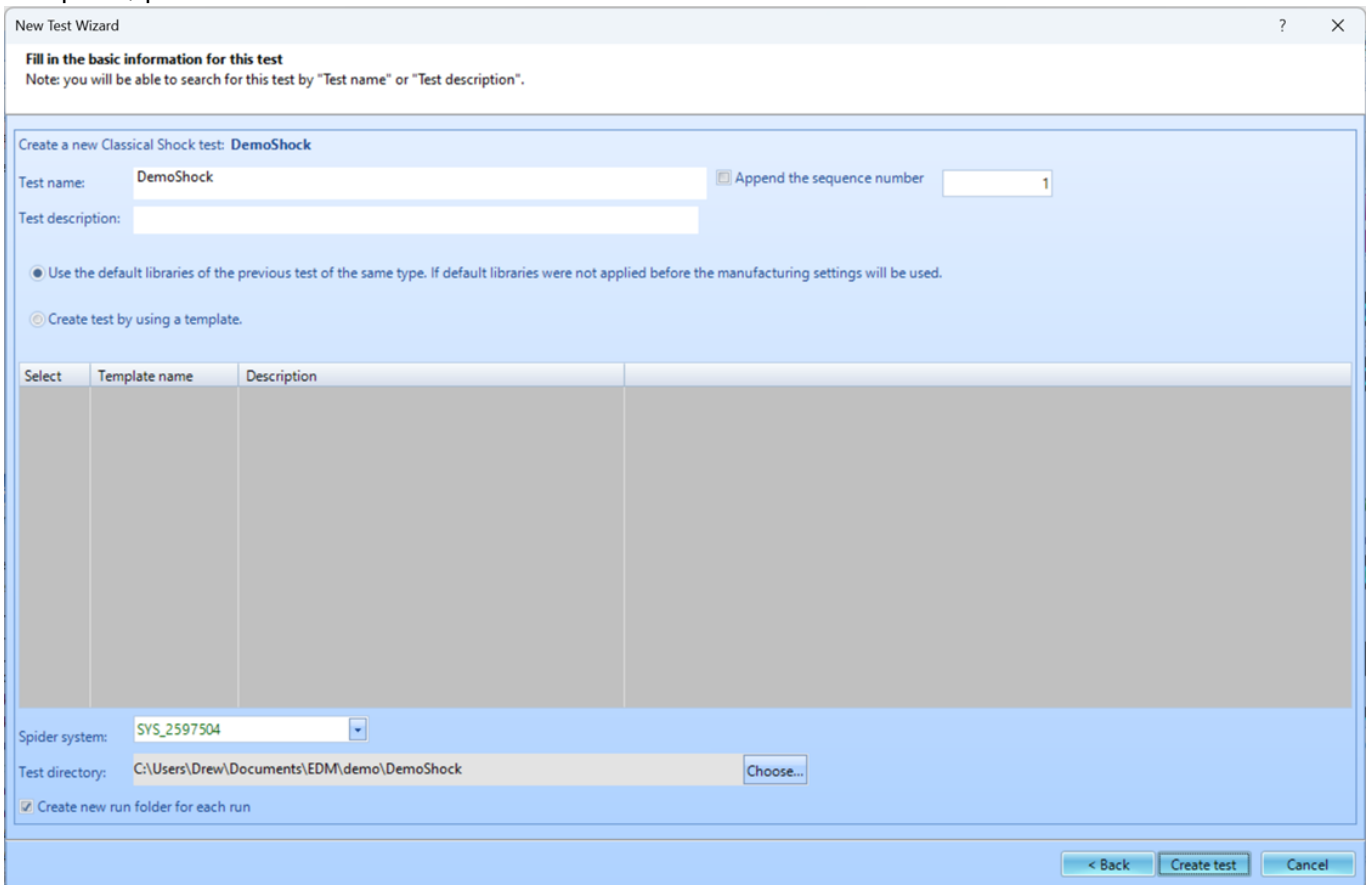 New Test Wizard ? X
Fill in the basic information for this test
Note: you will be able to search for this test by "Test name" or "Test description".
Create a new Classical Shock test: DemoShock
Test name: DemoShock Append the sequence number 1
Test description:
Use the default libraries of the previous test of the same type. If default libraries were not applied before the manufacturing settings will be used.
Create test by using a template.
Select Template name Description
Spider system: SYS_2597504
Test directory: C:\Users\Drew\Documents\EDM\demo\DemoShock Choose...
Create new run folder for each run
< Back Create test Cancel